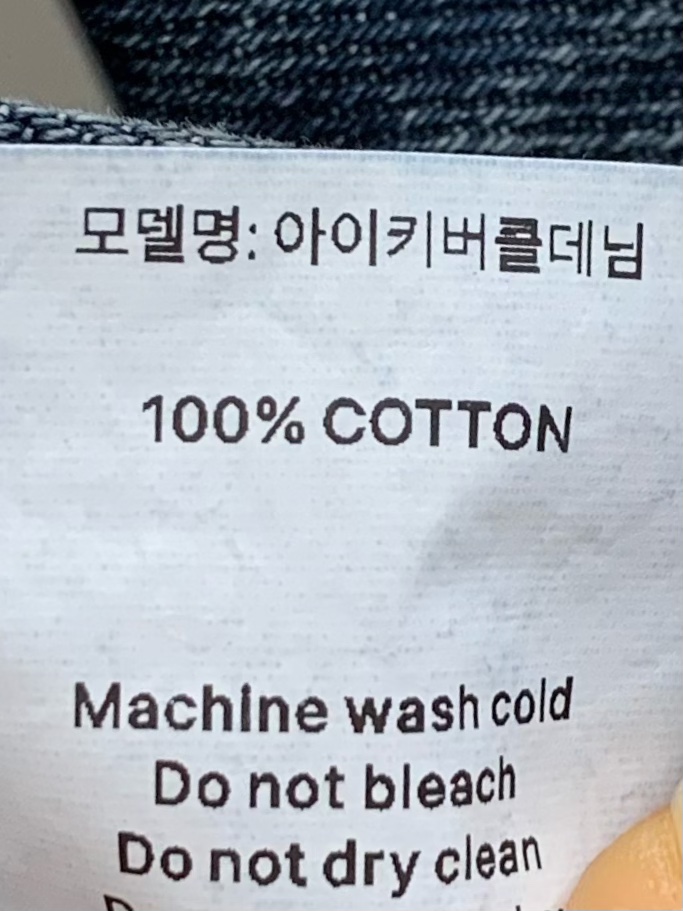 모델명: 아이키버클데님
100% COTTON
Machine wash cold
Do not bleach
Do not dry clean